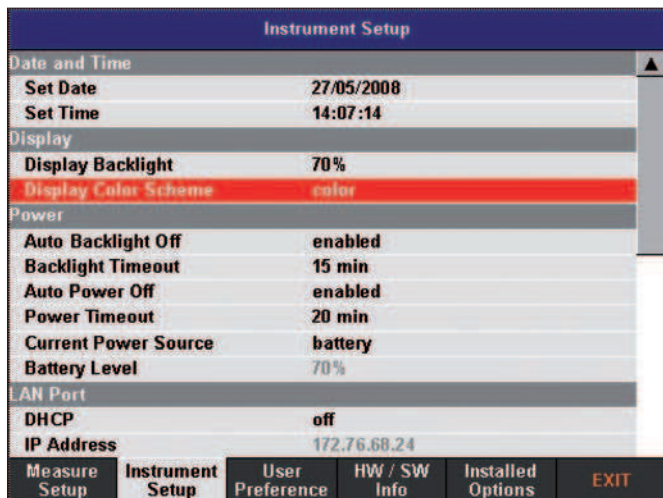 Instrument Setup
Date and Time
Set Date 27/05/2008
Set Time 14:07:14
Display
Display Backlight 70%
Display Color Scheme color
Power
Auto Backlight Off enabled
Backlight Timeout 15 min
Auto Power Off enabled
Power Timeout 20 min
Current Power Source battery
Battery Level 70%
LAN Port
DHCP off
IP Address 172.76.68.24
Measure Setup
Instrument Setup
User Preference
HW / SW Info
Installed Options
EXIT